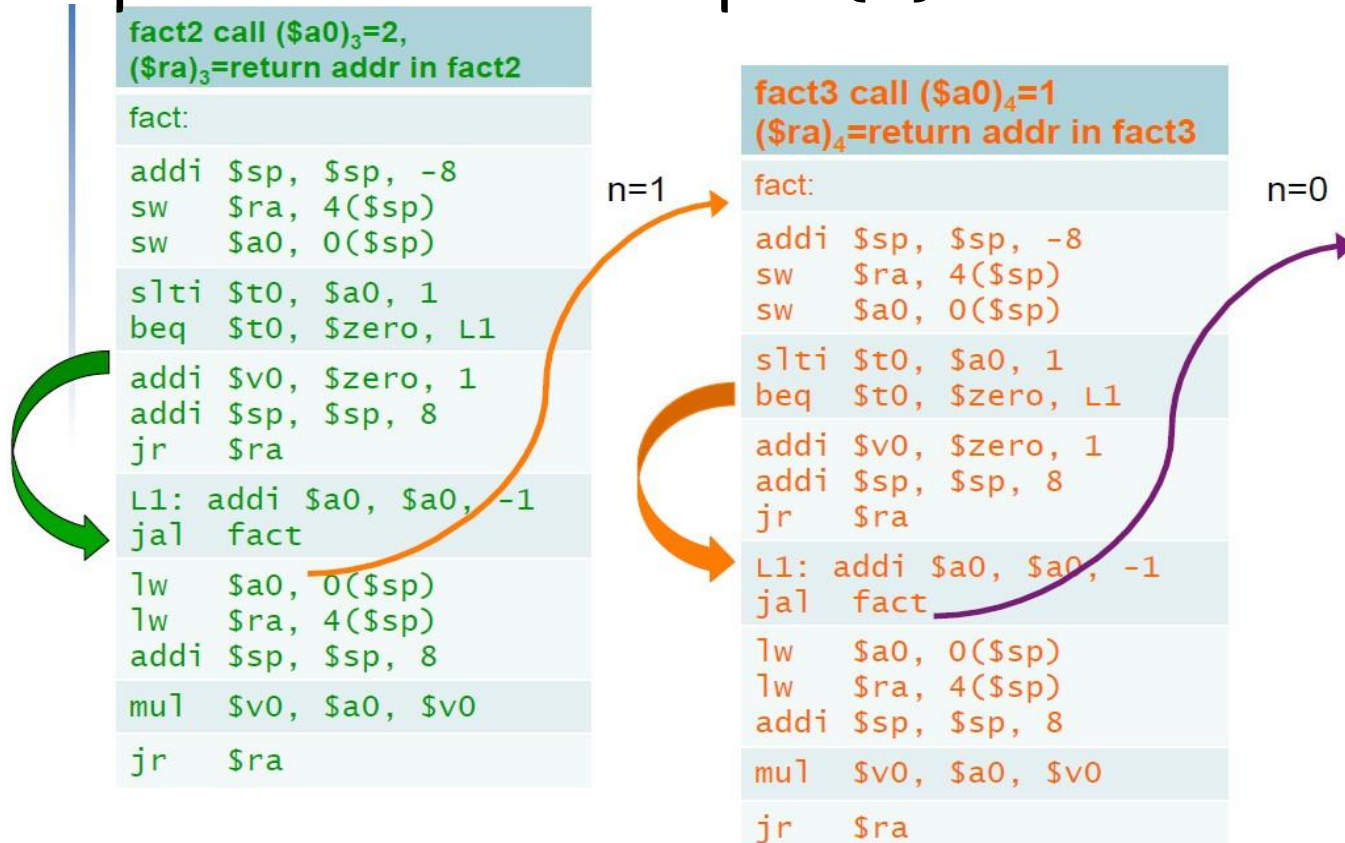 fact2 call ($a0)₃=2,
($ra)₃=return addr in fact2
fact:
addi $sp, $sp, -8
sw $ra, 4($sp)
sw $a0, 0($sp)
slti $t0, $a0, 1
beq $t0, $zero, L1
addi $v0, $zero, 1
addi $sp, $sp, 8
jr $ra
L1: addi $a0, $a0, -1
jal fact
lw $a0, 0($sp)
lw $ra, 4($sp)
addi $sp, $sp, 8
mul $v0, $a0, $v0
jr $ra
n=1
fact3 call ($a0)₄=1
($ra)₄=return addr in fact3
fact:
addi $sp, $sp, -8
sw $ra, 4($sp)
sw $a0, 0($sp)
slti $t0, $a0, 1
beq $t0, $zero, L1
addi $v0, $zero, 1
addi $sp, $sp, 8
jr $ra
L1: addi $a0, $a0, -1
jal fact
lw $a0, 0($sp)
lw $ra, 4($sp)
addi $sp, $sp, 8
mul $v0, $a0, $v0
jr $ra
n=0